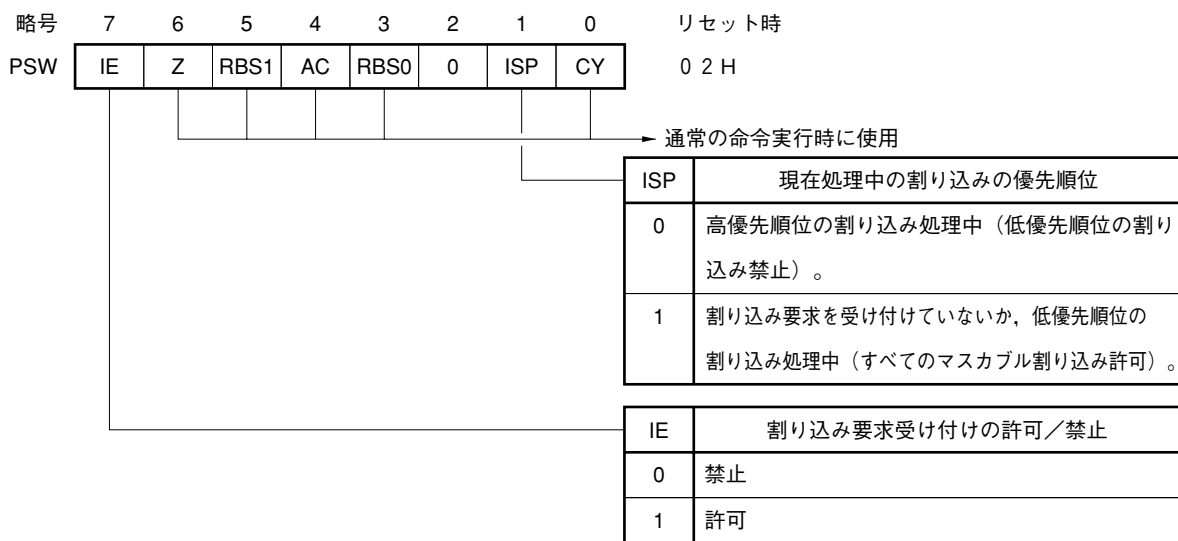 略号 7 6 5 4 3 2 1 0 リセット時
PSW IE Z RBS1 AC RBS0 0 ISP CY 0 2 H
通常の命令実行時に使用
ISP 現在処理中の割り込みの優先順位
0 高優先順位の割り込み処理中（低優先順位の割り
込み禁止）。
1 割り込み要求を受け付けていないか，低優先順位の
割り込み処理中（すべてのマスカブル割り込み許可）。
IE 割り込み要求受け付けの許可／禁止
0 禁止
1 許可